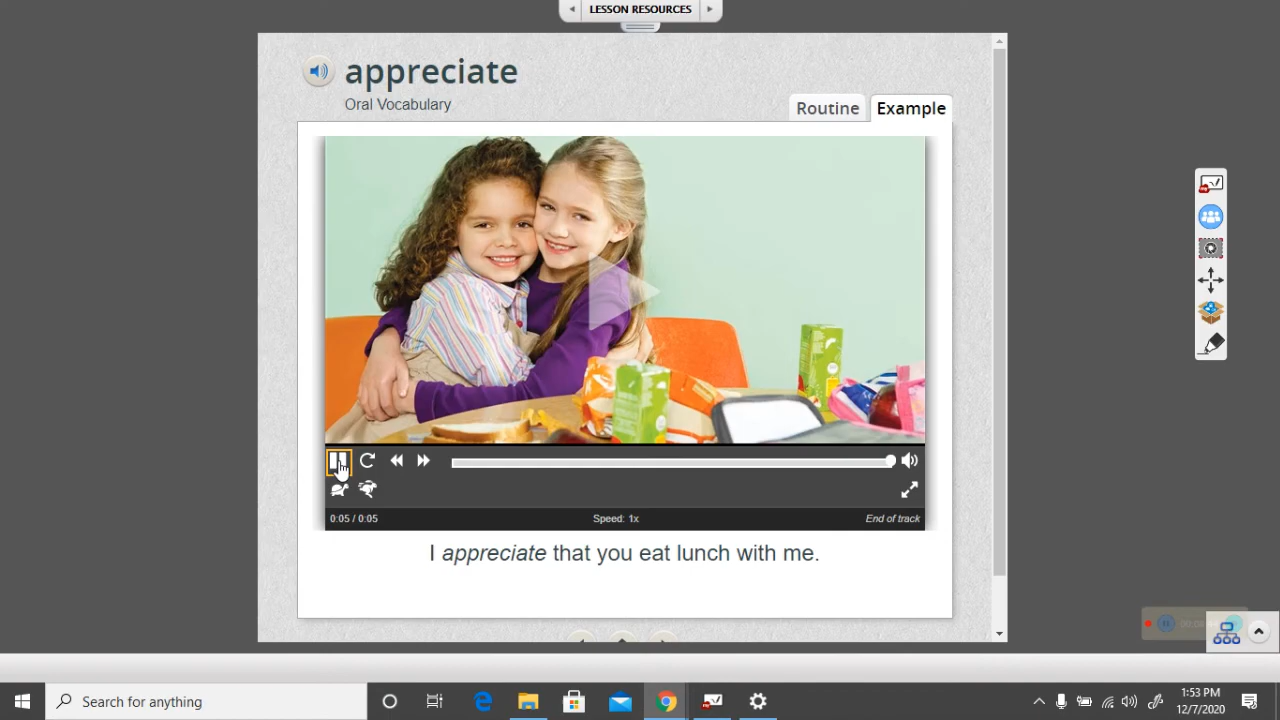 LESSON RESOURCES
appreciate
Oral Vocabulary
Routine
Example
0:05 / 0:05
Speed: 1x
End of track
I appreciate that you eat lunch with me.
Search for anything
1:53 PM
12/7/2020